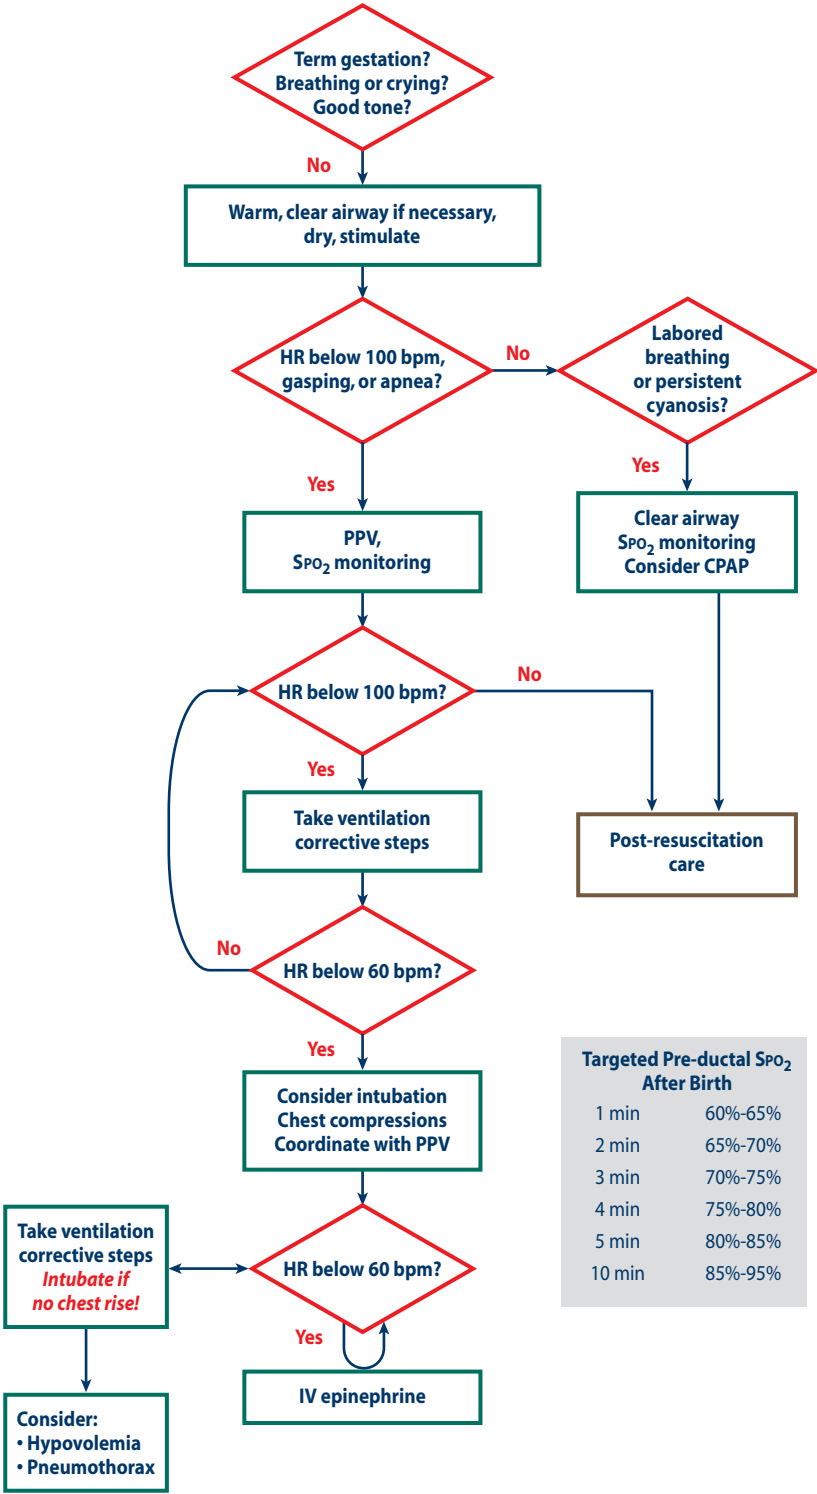 Term gestation?
Breathing or crying?
Good tone?
No
Warm, clear airway if necessary,
dry, stimulate
HR below 100 bpm,
gasping, or apnea?
No
Labored
breathing
or persistent
cyanosis?
Yes
Yes
PPV,
SPO2 monitoring
Clear airway
SPO2 monitoring
Consider CPAP
HR below 100 bpm?
No
Yes
Take ventilation
corrective steps
Post-resuscitation
care
HR below 60 bpm?
No
Yes
Consider intubation
Chest compressions
Coordinate with PPV
Targeted Pre-ductal SPO2
After Birth
1 min 60%-65%
2 min 65%-70%
3 min 70%-75%
4 min 75%-80%
5 min 80%-85%
10 min 85%-95%
Take ventilation
corrective steps
Intubate if
no chest rise!
HR below 60 bpm?
Yes
IV epinephrine
Consider:
• Hypovolemia
• Pneumothorax